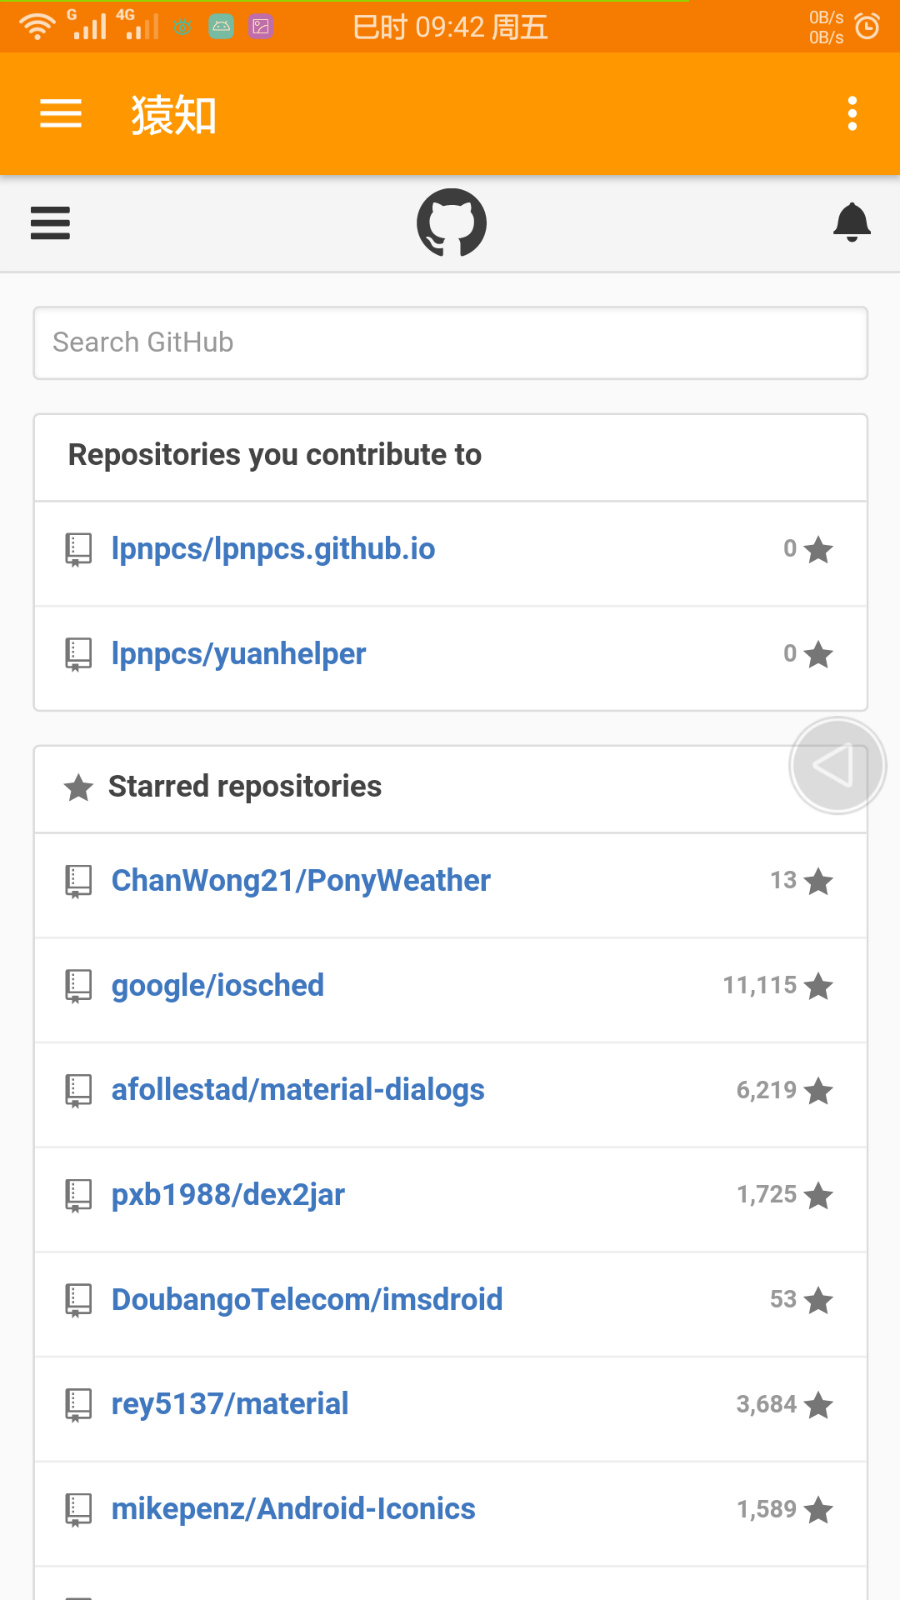 G 4G 巳时 09:42 周五 0B/s
0B/s
猿知
Search GitHub
Repositories you contribute to
lpnpcs/lpnpcs.github.io 0
lpnpcs/yuanhelper 0
Starred repositories
ChanWong21/PonyWeather 13
google/iosched 11,115
afollestad/material-dialogs 6,219
pxb1988/dex2jar 1,725
DoubangoTelecom/imsdroid 53
rey5137/material 3,684
mikepenz/Android-Iconics 1,589